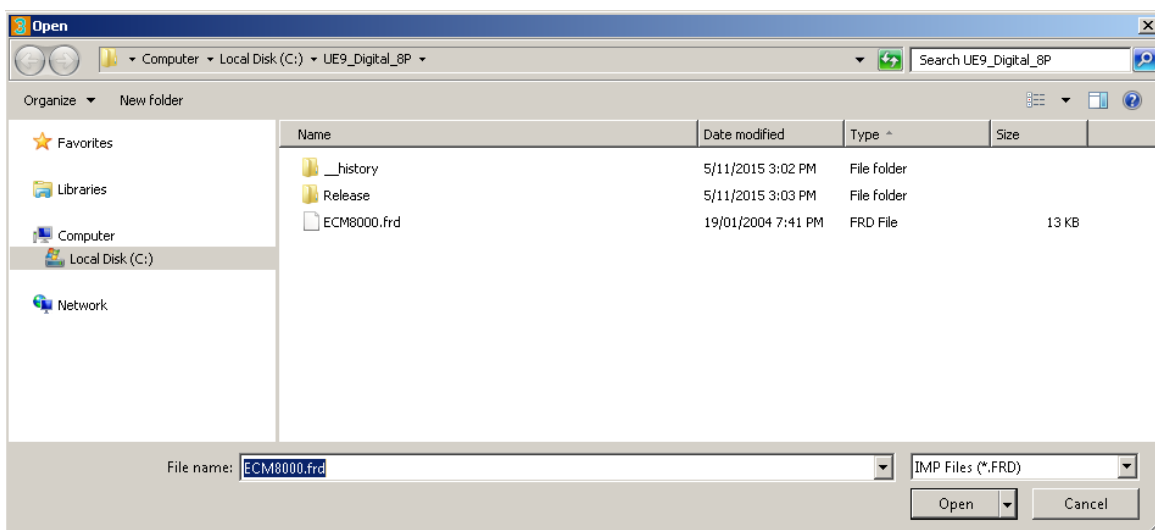 Open
Computer Local Disk (C:) UE9_Digital_8P Search UE9_Digital_8P
Organize New folder
Favorites
Libraries
Computer
Local Disk (C:)
Network
Name Date modified Type Size
__history 5/11/2015 3:02 PM File folder
Release 5/11/2015 3:03 PM File folder
ECM8000.frd 19/01/2004 7:41 PM FRD File 13 KB
File name: ECM8000.frd IMP Files (*.FRD)
Open Cancel